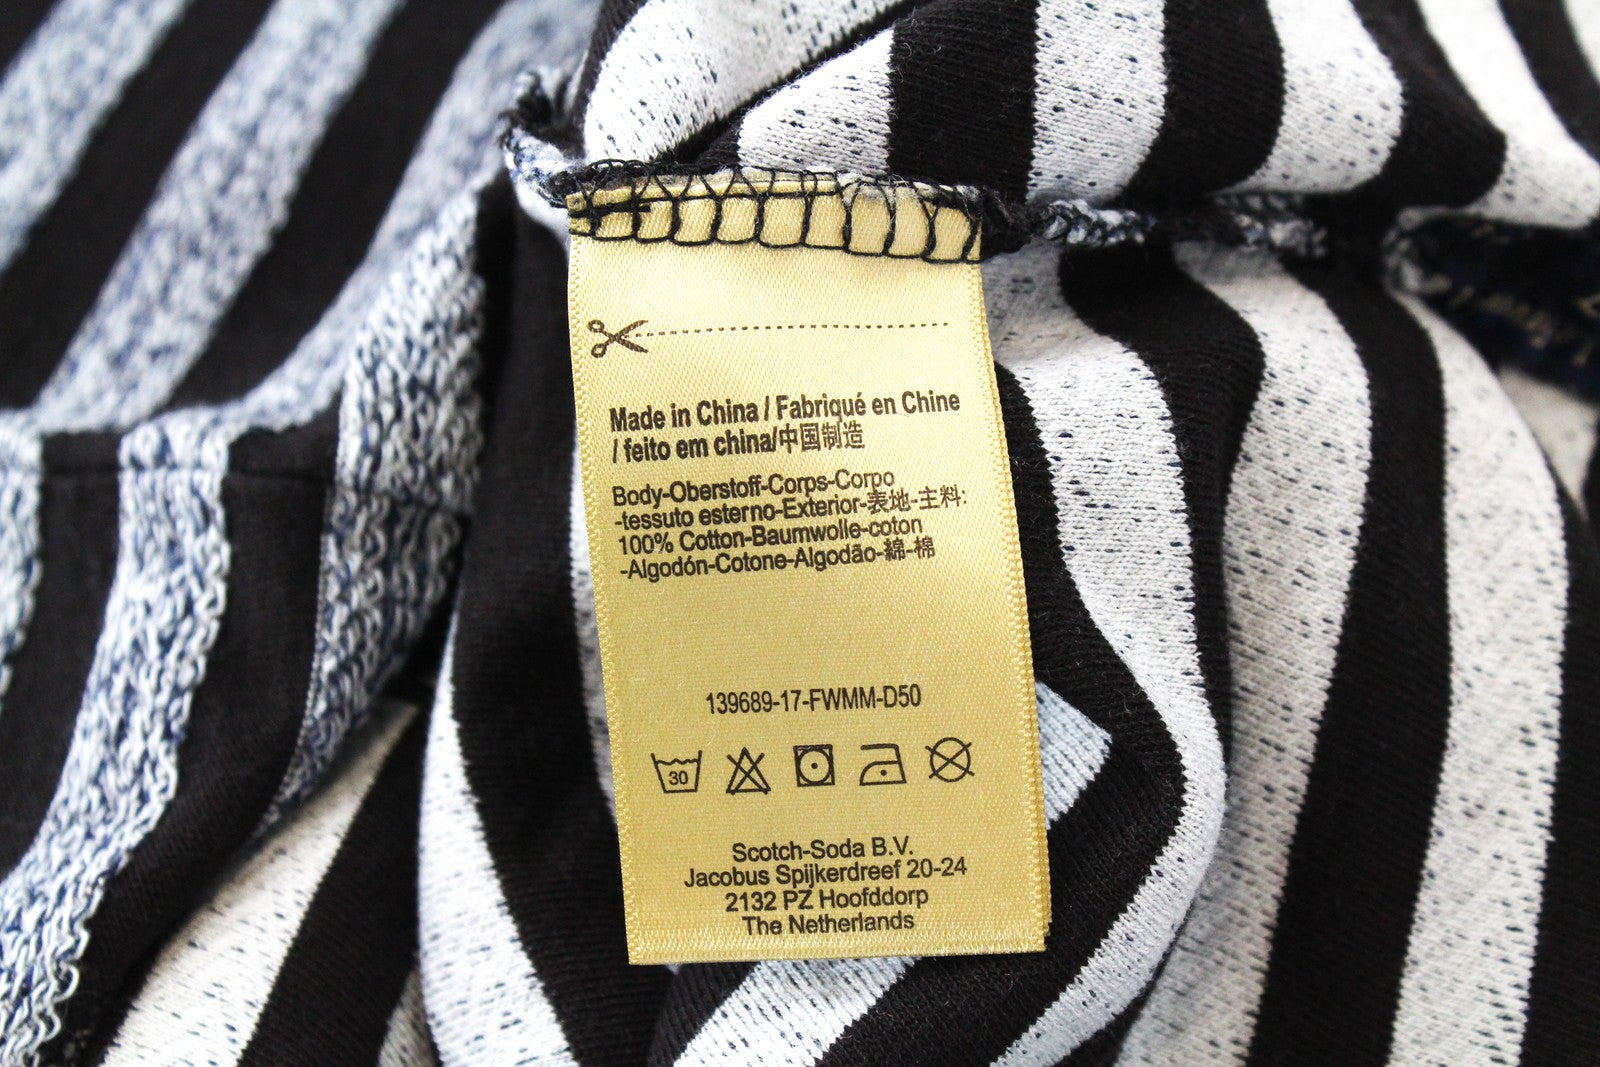 Made in China / Fabriqué en Chine
/ feito em china/中国制造
Body-Oberstoff-Corps-Corpo
-tessuto esterno-Exterior-表地-主料:
100% Cotton-Baumwolle-coton
-Algodón-Cotone-Algodão-綿-棉
139689-17-FWMM-D50
30
Scotch-Soda B.V.
Jacobus Spijkerdreef 20-24
2132 PZ Hoofddorp
The Netherlands